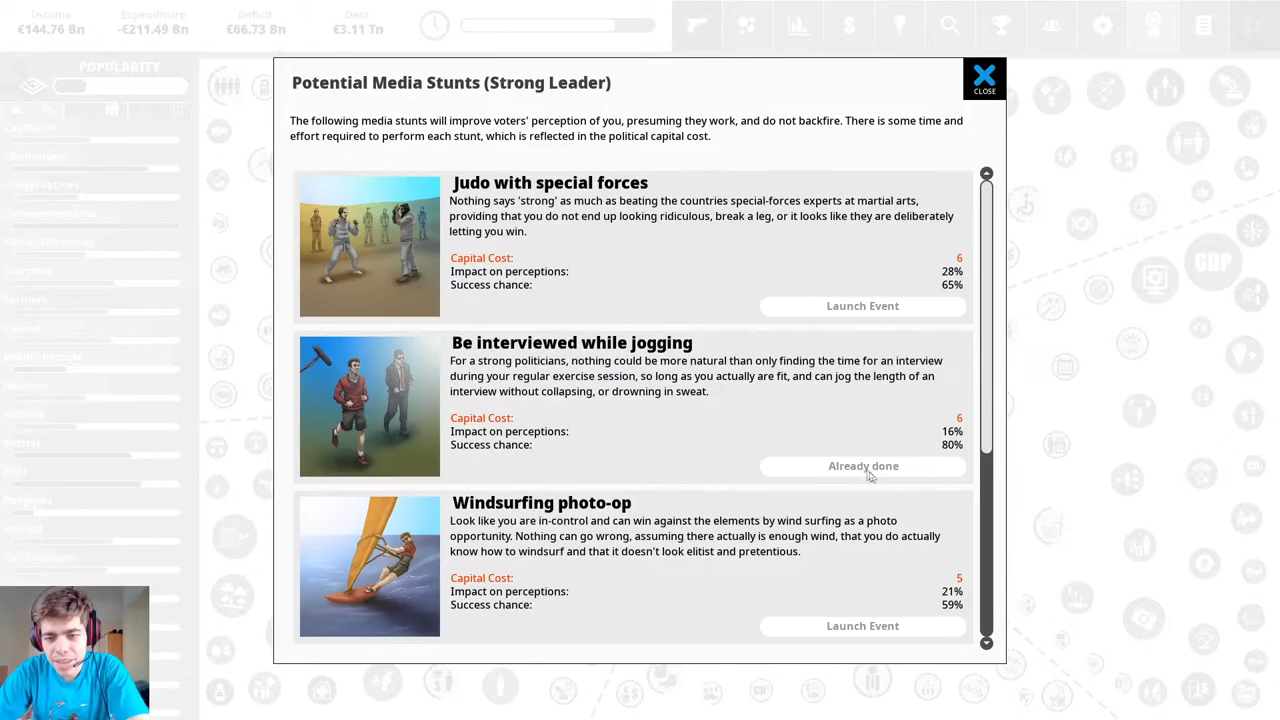 Income
Expenditure
Deficit
Debt
€144.76 Bn
-€211.49 Bn
€66.73 Bn
€3.11 Tn
POPULARITY
Potential Media Stunts (Strong Leader)
CLOSE
The following media stunts will improve voters' perception of you, presuming they work, and do not backfire. There is some time and
effort required to perform each stunt, which is reflected in the political capital cost.
Judo with special forces
Nothing says 'strong' as much as beating the countries special-forces experts at martial arts,
providing that you do not end up looking ridiculous, break a leg, or it looks like they are deliberately
letting you win.
Capital Cost: 6
Impact on perceptions: 28%
Success chance: 65%
Launch Event
Be interviewed while jogging
For a strong politicians, nothing could be more natural than only finding the time for an interview
during your regular exercise session, so long as you actually are fit, and can jog the length of an
interview without collapsing, or drowning in sweat.
Capital Cost: 6
Impact on perceptions: 16%
Success chance: 80%
Already done
Windsurfing photo-op
Look like you are in-control and can win against the elements by wind surfing as a photo
opportunity. Nothing can go wrong, assuming there actually is enough wind, that you do actually
know how to windsurf and that it doesn't look elitist and pretentious.
Capital Cost: 5
Impact on perceptions: 21%
Success chance: 59%
Launch Event
GDP